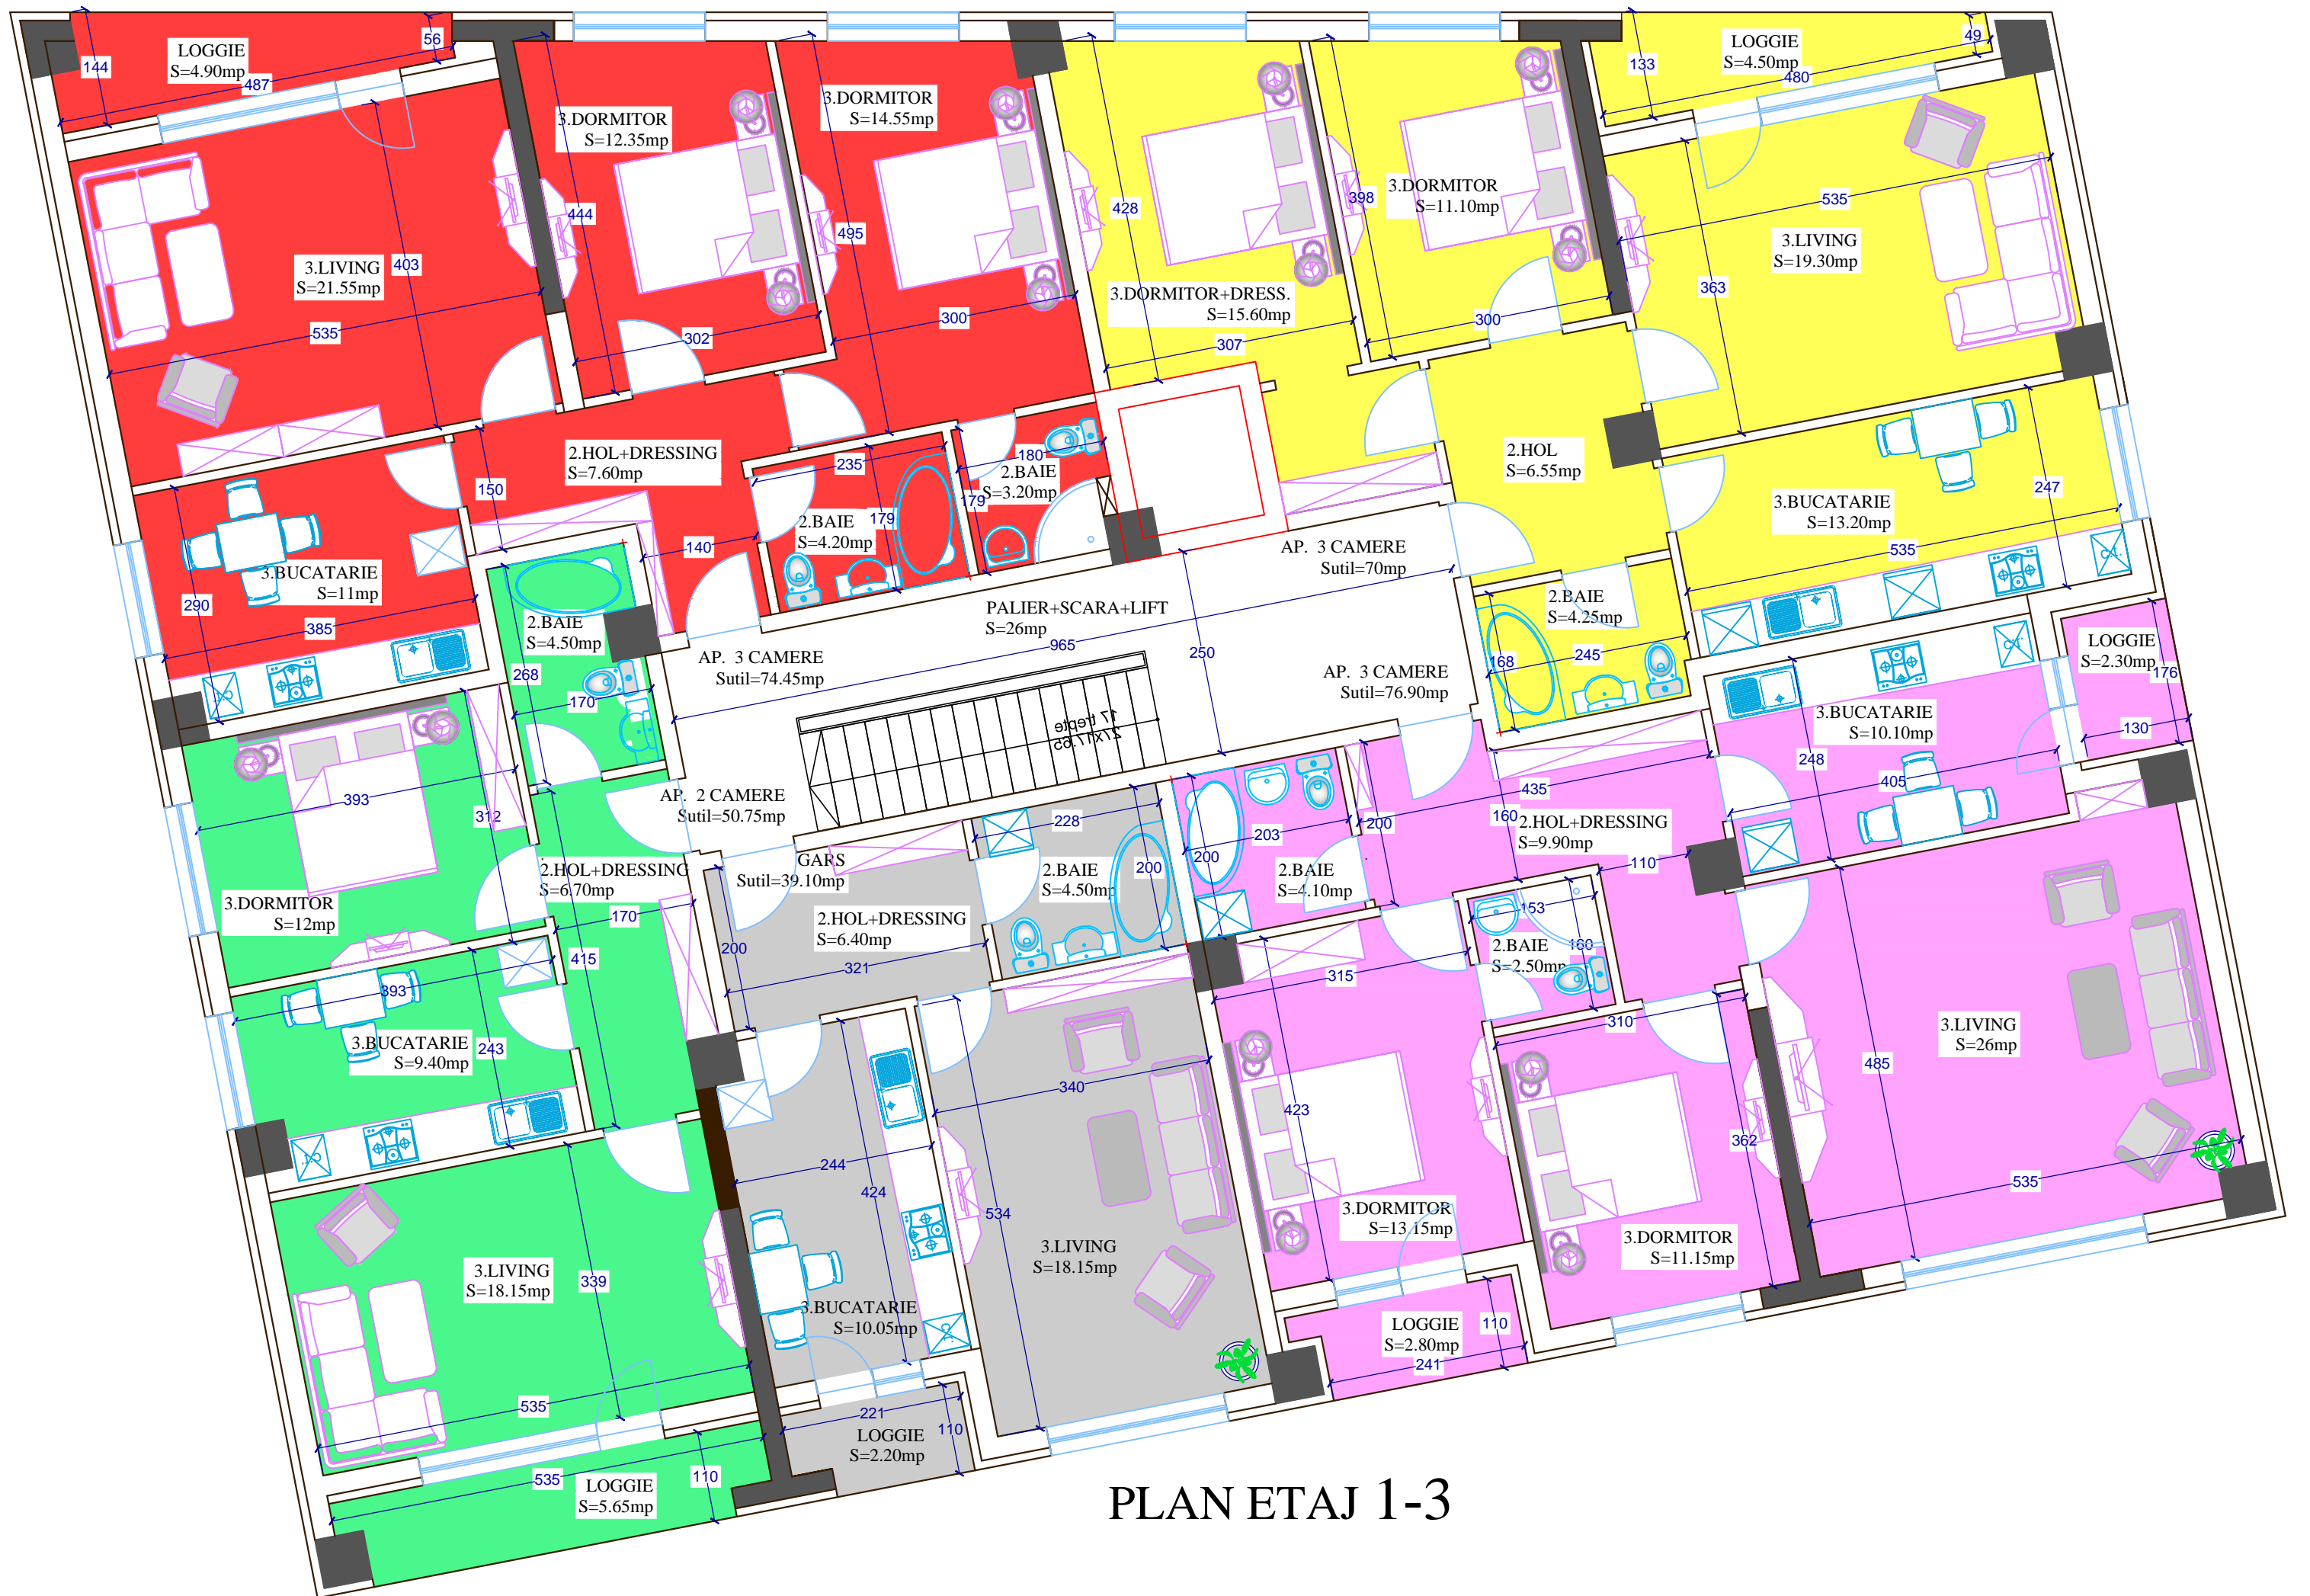 LOGGIE
S=4.90mp
56
144
487
LOGGIE
S=4.50mp
49
133
480
3.DORMITOR
S=12.35mp
444
302
3.DORMITOR
S=14.55mp
495
300
428
3.DORMITOR+DRESS.
S=15.60mp
307
398
3.DORMITOR
S=11.10mp
300
535
3.LIVING
S=19.30mp
363
403
3.LIVING
S=21.55mp
535
2.HOL+DRESSING
S=7.60mp
150
140
235
2.BAIE
S=4.20mp
179
180
2.BAIE
S=3.20mp
179
2.HOL
S=6.55mp
3.BUCATARIE
S=13.20mp
247
535
3.BUCATARIE
S=11mp
290
385
2.BAIE
S=4.50mp
268
170
AP. 3 CAMERE
Sutil=70mp
PALIER+SCARA+LIFT
S=26mp
965
250
AP. 3 CAMERE
Sutil=74.45mp
AP. 3 CAMERE
Sutil=76.90mp
17 trepte
27x17.65
2.BAIE
S=4.25mp
168
245
LOGGIE
S=2.30mp
176
130
3.BUCATARIE
S=10.10mp
248
405
435
160
2.HOL+DRESSING
S=9.90mp
110
393
312
3.DORMITOR
S=12mp
AP. 2 CAMERE
Sutil=50.75mp
2.HOL+DRESSING
S=6.70mp
170
415
GARS
Sutil=39.10mp
2.HOL+DRESSING
S=6.40mp
200
321
228
2.BAIE
S=4.50mp
200
203
200
2.BAIE
S=4.10mp
200
153
2.BAIE
S=2.50mp
160
315
310
393
3.BUCATARIE
S=9.40mp
243
3.LIVING
S=26mp
485
535
340
244
424
534
423
3.DORMITOR
S=13.15mp
362
3.DORMITOR
S=11.15mp
3.LIVING
S=18.15mp
339
535
3.LIVING
S=18.15mp
3.BUCATARIE
S=10.05mp
LOGGIE
S=2.80mp
110
241
221
110
LOGGIE
S=2.20mp
535
110
LOGGIE
S=5.65mp
PLAN ETAJ 1-3